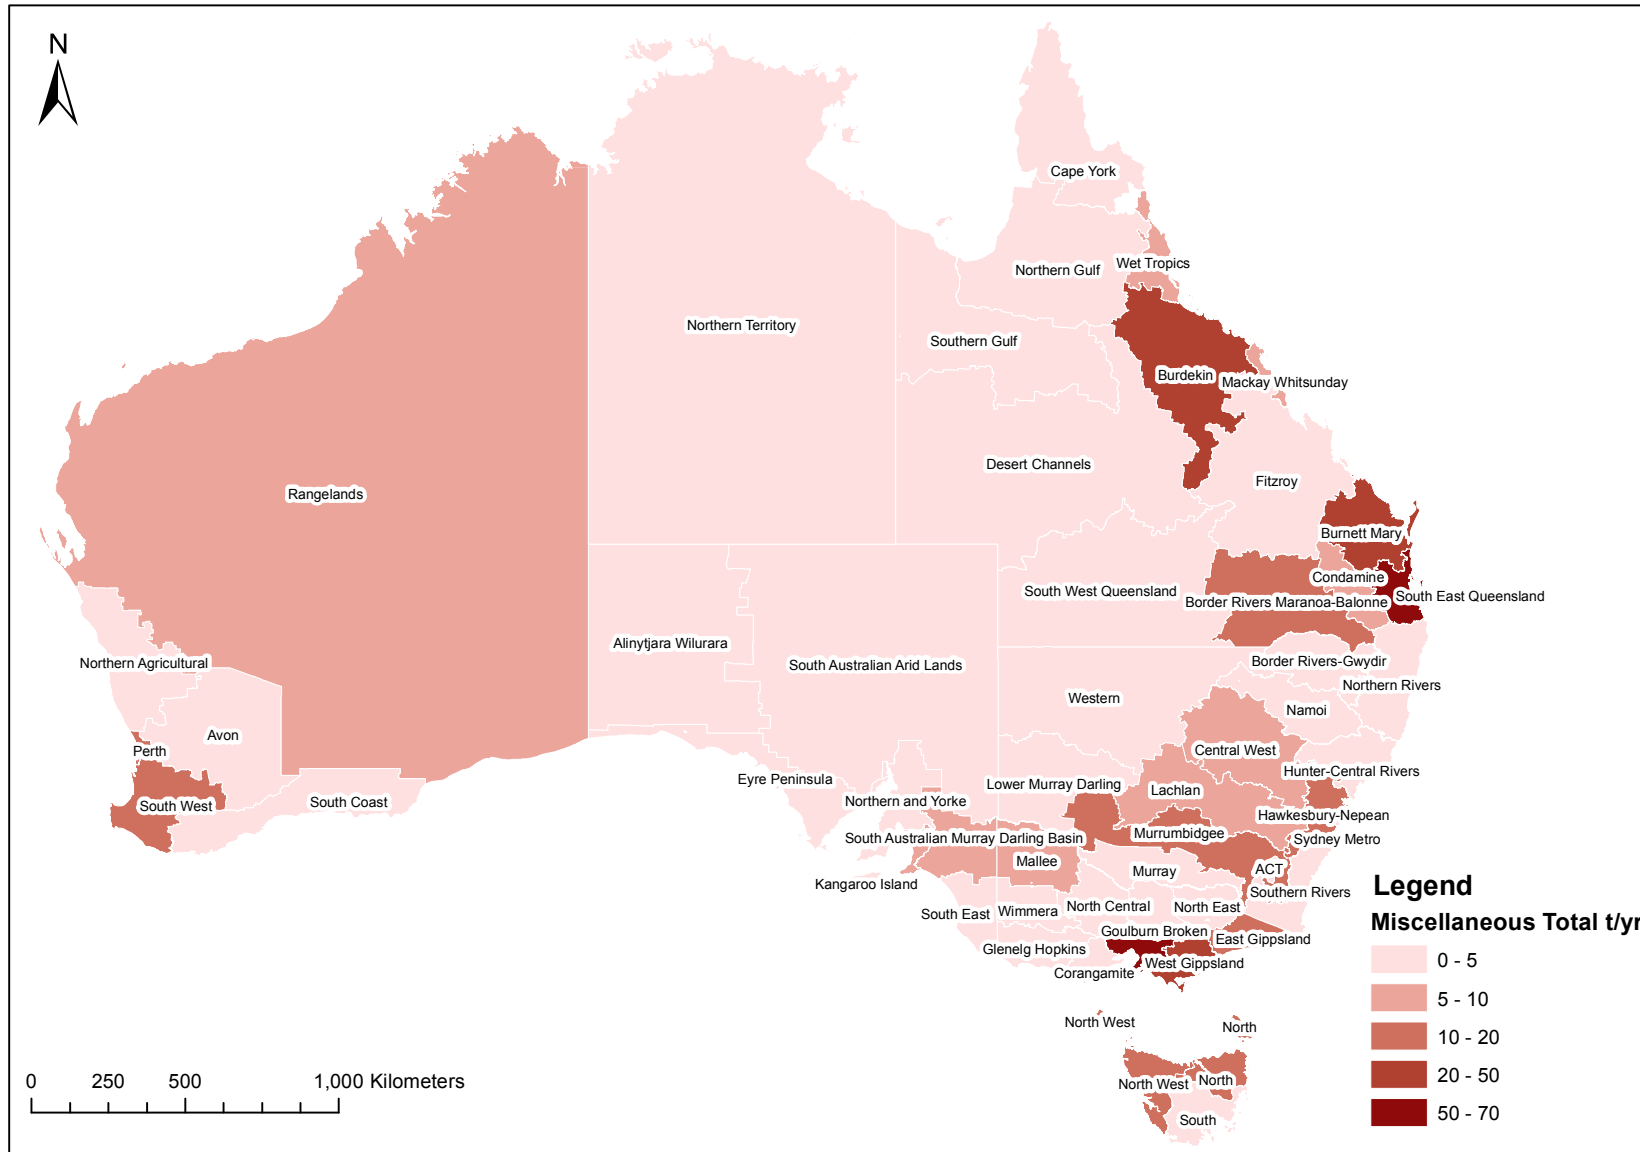 N
Cape York
Wet Tropics
Northern Gulf
Northern Territory
Southern Gulf
Burdekin
Mackay Whitsunday
Desert Channels
Fitzroy
Rangelands
Burnett Mary
Condamine
South West Queensland
South East Queensland
Border Rivers Maranoa-Balonne
Alinytjara Wilurara
South Australian Arid Lands
Northern Agricultural
Border Rivers-Gwydir
Northern Rivers
Western
Namoi
Avon
Perth
Central West
Hunter-Central Rivers
Eyre Peninsula
Lower Murray Darling
Lachlan
South West
South Coast
Northern and Yorke
Hawkesbury-Nepean
South Australian Murray Darling Basin
Murrumbidgee
Sydney Metro
Mallee
Murray
ACT
Kangaroo Island
Southern Rivers
South East
Wimmera
North Central
North East
Goulburn Broken
East Gippsland
Glenelg Hopkins
West Gippsland
Corangamite
North West
North
North West
North
South
Legend
Miscellaneous Total t/yr
0 - 5
5 - 10
10 - 20
20 - 50
50 - 70
0 250 500 1,000 Kilometers